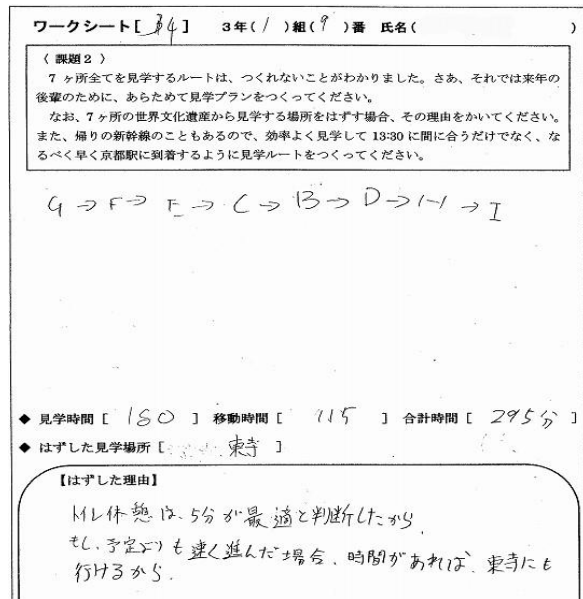 ワークシート[ 34 ] 3年( 1 )組( 9 )番 氏名( )
〈 課題2 〉
7 ヶ所全てを見学するルートは、つくれないことがわかりました。さあ、それでは来年の
後輩のために、あらためて見学プランをつくってください。
なお、7 ヶ所の世界文化遺産から見学する場所をはずす場合、その理由をかいてください。
また、帰りの新幹線のこともあるので、効率よく見学して 13:30 に間に合うだけでなく、な
るべく早く京都駅に到着するように見学ルートをつくってください。
G → F → E → C → B → D → H → I
◆ 見学時間 [ 180 ] 移動時間 [ 115 ] 合計時間 [ 295分 ]
◆ はずした見学場所 [ 東寺 ]
【はずした理由】
トイレ休憩は、5分が最適と判断したから
もし、予定よりも速く進んだ場合、時間があれば、東寺にも
行けるから.